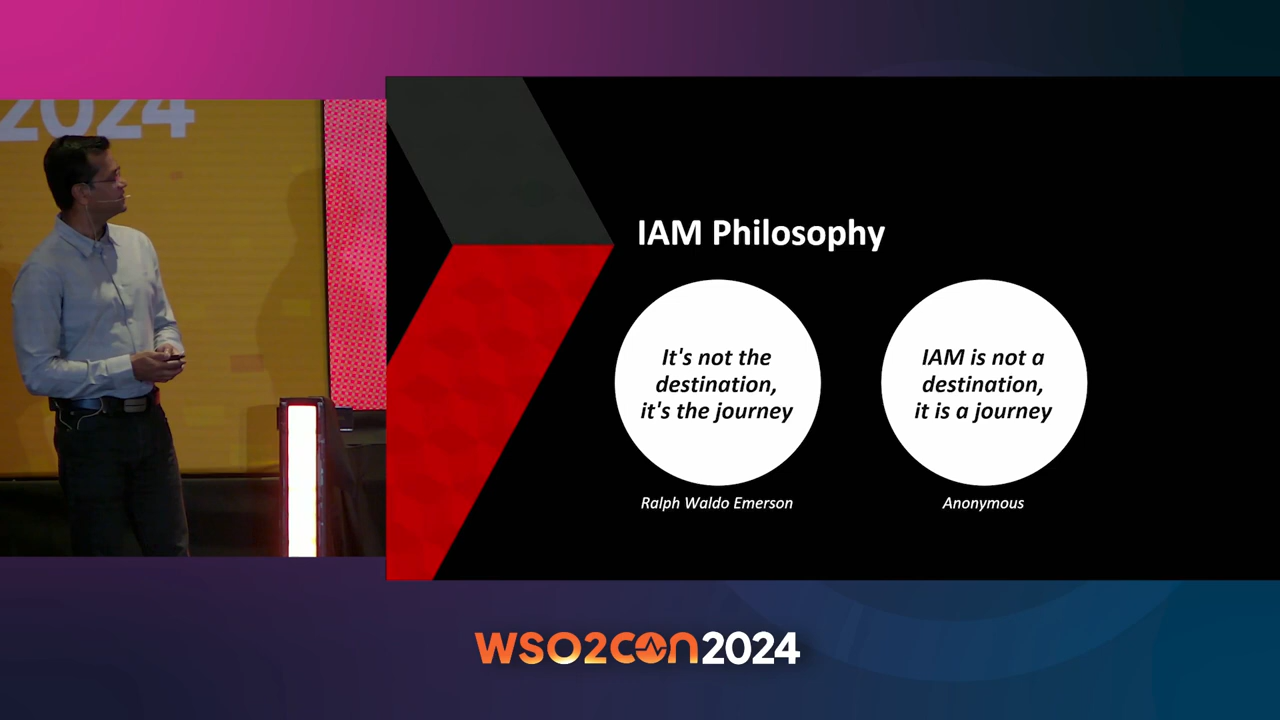 2024
IAM Philosophy
It's not the
destination,
it's the journey
Ralph Waldo Emerson
IAM is not a
destination,
it is a journey
Anonymous
WSO2CON2024